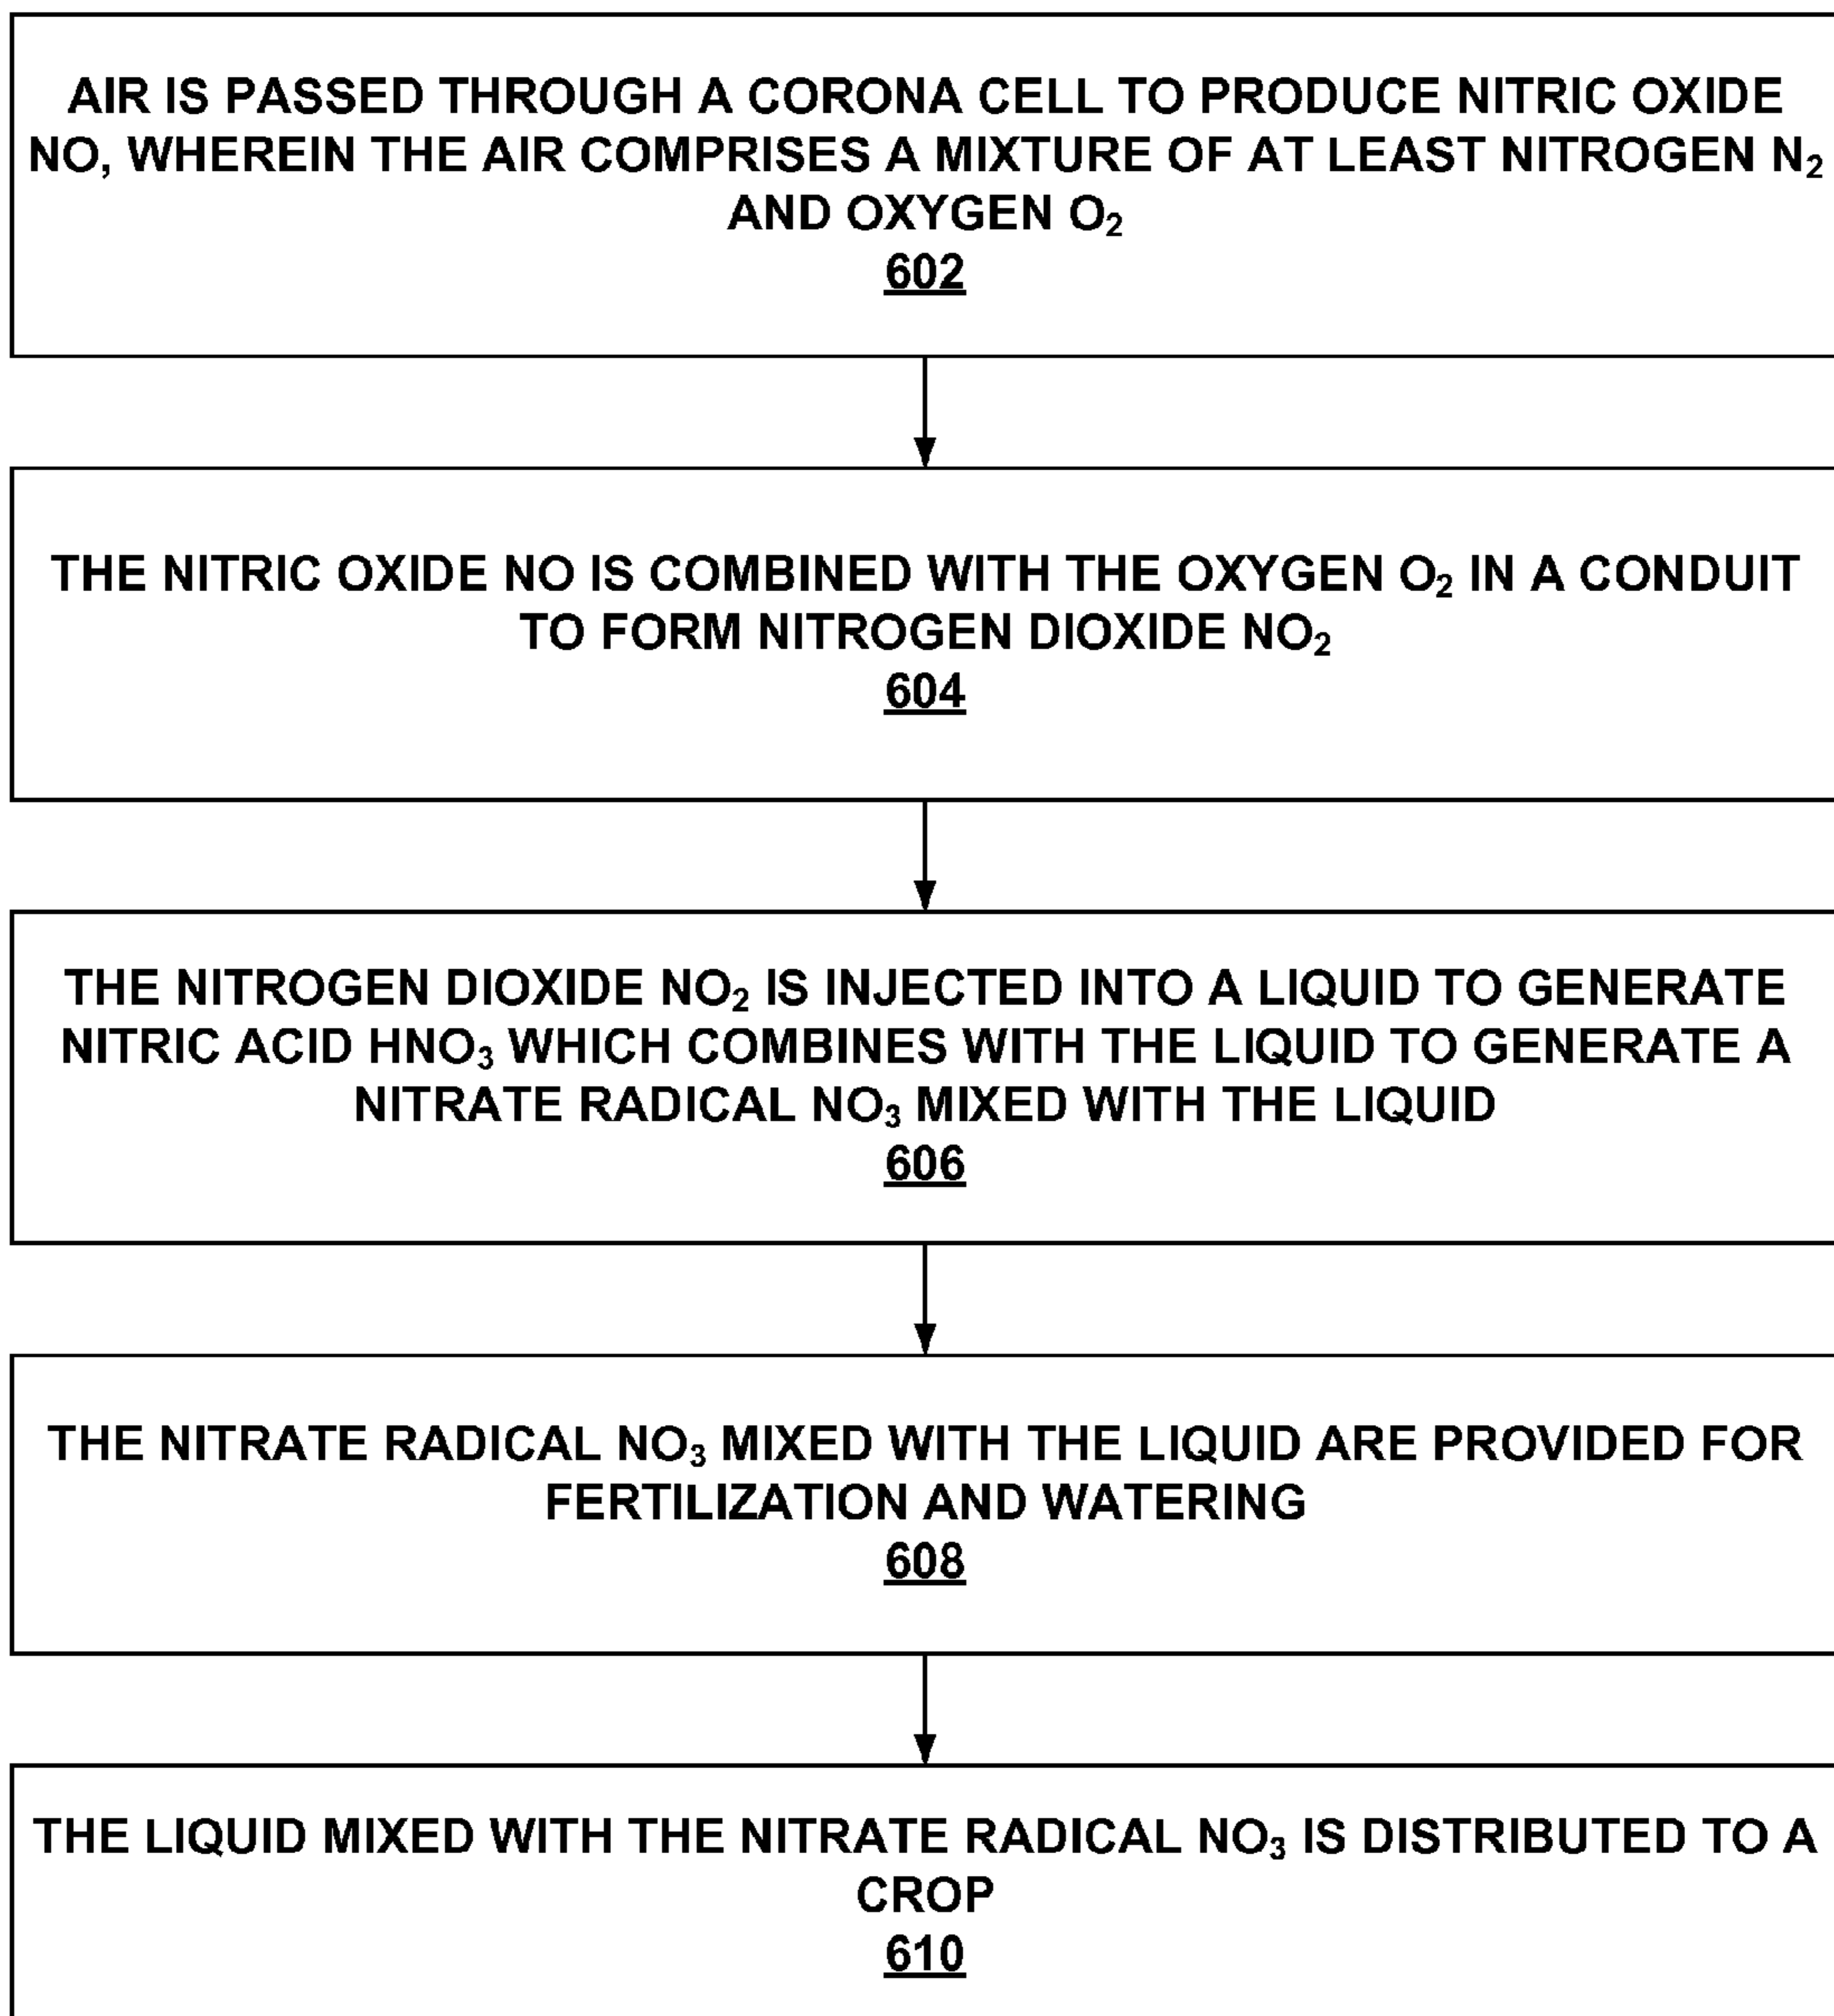 AIR IS PASSED THROUGH A CORONA CELL TO PRODUCE NITRIC OXIDE
NO, WHEREIN THE AIR COMPRISES A MIXTURE OF AT LEAST NITROGEN N₂
AND OXYGEN O₂
602
THE NITRIC OXIDE NO IS COMBINED WITH THE OXYGEN O₂ IN A CONDUIT
TO FORM NITROGEN DIOXIDE NO₂
604
THE NITROGEN DIOXIDE NO₂ IS INJECTED INTO A LIQUID TO GENERATE
NITRIC ACID HNO₃ WHICH COMBINES WITH THE LIQUID TO GENERATE A
NITRATE RADICAL NO₃ MIXED WITH THE LIQUID
606
THE NITRATE RADICAL NO₃ MIXED WITH THE LIQUID ARE PROVIDED FOR
FERTILIZATION AND WATERING
608
THE LIQUID MIXED WITH THE NITRATE RADICAL NO₃ IS DISTRIBUTED TO A
CROP
610